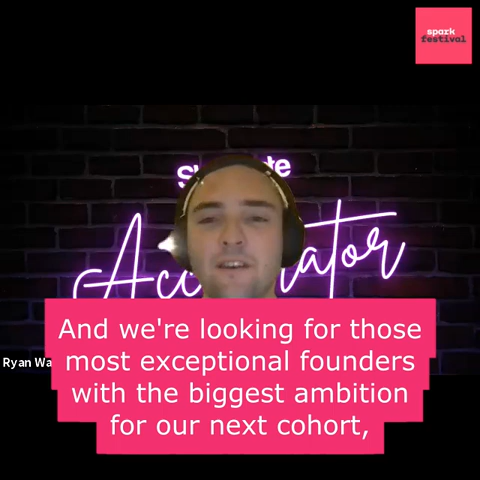 spark
festival
And we're looking for those
most exceptional founders
with the biggest ambition
for our next cohort,
Ryan